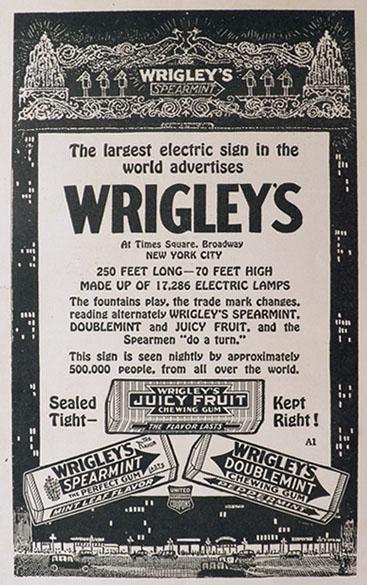 WRIGLEY'S
SPEARMINT
The largest electric sign in the
world advertises
WRIGLEY'S
At Times Square, Broadway
NEW YORK CITY
250 FEET LONG—70 FEET HIGH
MADE UP OF 17,286 ELECTRIC LAMPS
The fountains play, the trade mark changes,
reading alternately WRIGLEY'S SPEARMINT,
DOUBLEMINT and JUICY FRUIT, and the
Spearmen "do a turn."
This sign is seen nightly by approximately
500,000 people, from all over the world.
Sealed
Tight—
WRIGLEY'S
JUICY FRUIT
CHEWING GUM
THE FLAVOR LASTS
Kept
Right!
A1
WRIGLEY'S
SPEARMINT
THE PERFECT GUM
MINT LEAF FLAVOR
THE FLAVOR LASTS
WRIGLEY'S
DOUBLEMINT
CHEWING GUM
PEPPERMINT
UNITED
COUPONS